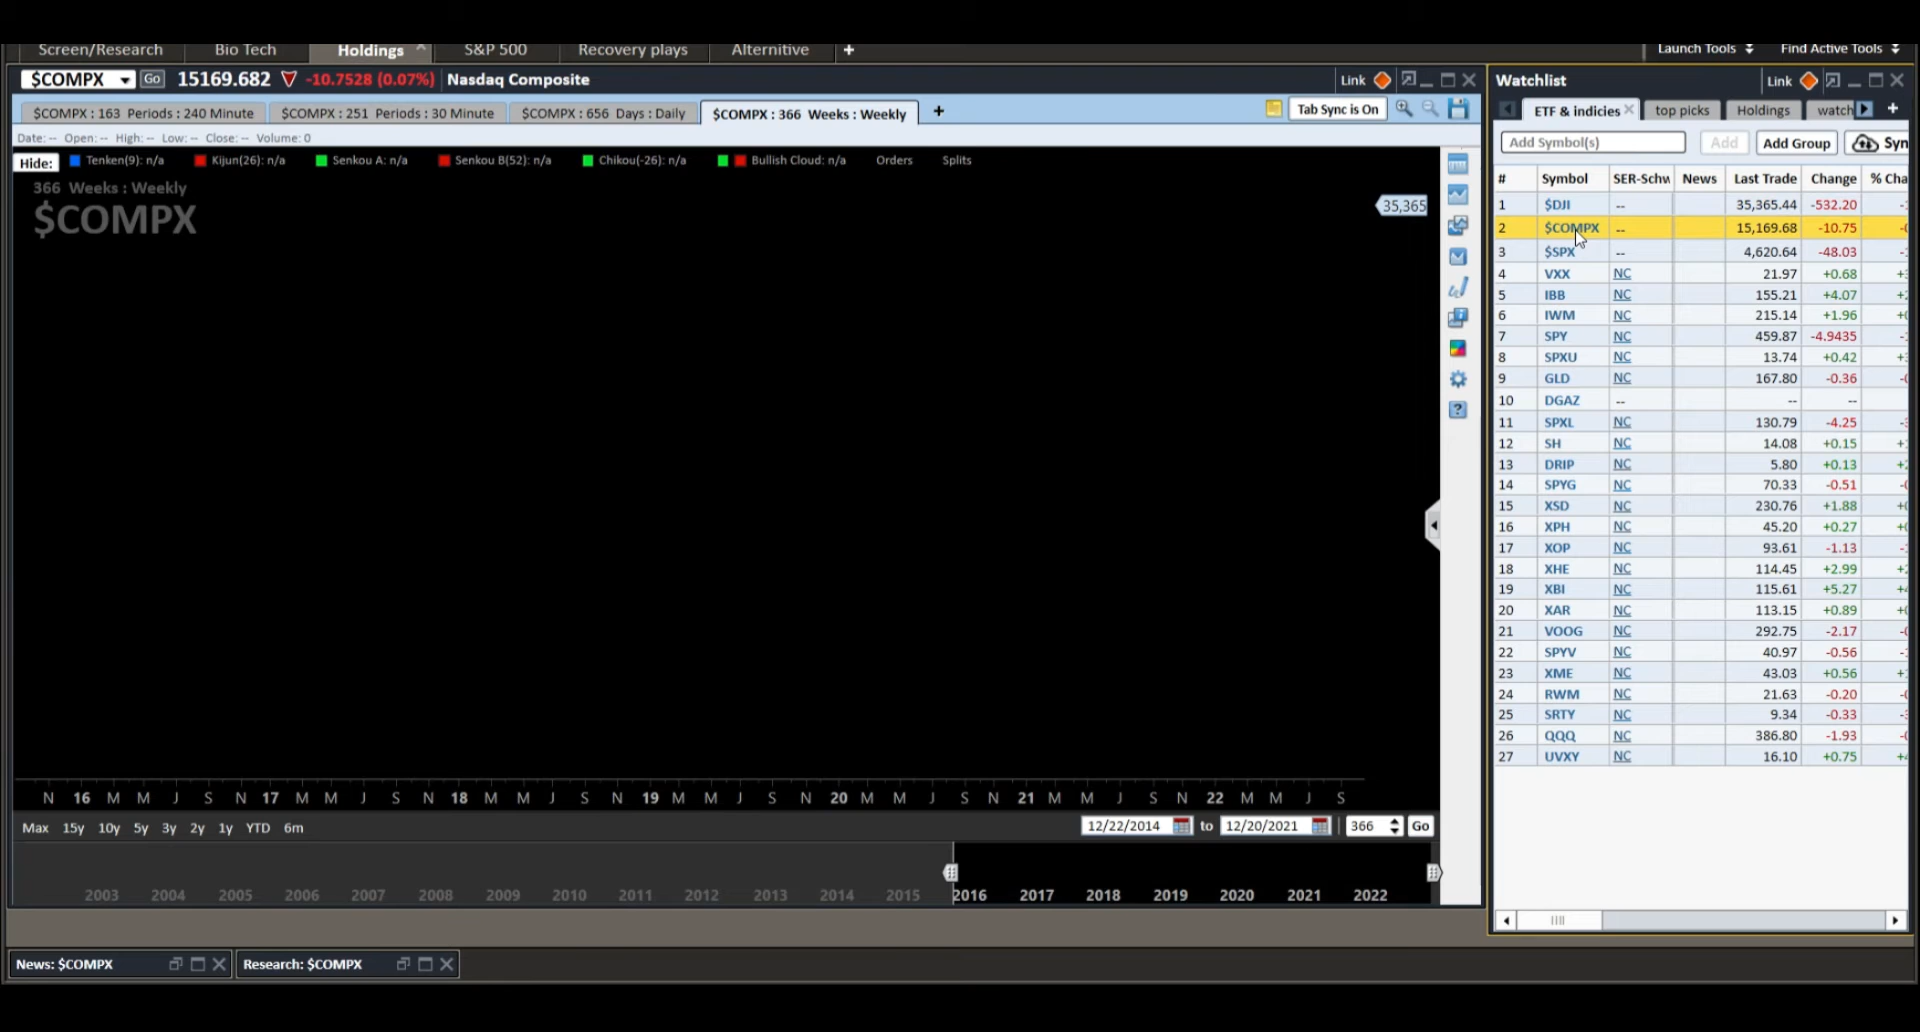 Screen/Research Bio Tech Holdings S&P 500 Recovery plays Alternitive + Launch Tools Find Active Tools
$COMPX Go 15169.682 -10.7528 (0.07%) Nasdaq Composite Link
$COMPX : 163 Periods : 240 Minute $COMPX : 251 Periods : 30 Minute $COMPX : 656 Days : Daily $COMPX : 366 Weeks : Weekly + Tab Sync is On
Date: -- Open: -- High: -- Low: -- Close: -- Volume: 0
Hide: Tenken(9): n/a Kijun(26): n/a Senkou A: n/a Senkou B(52): n/a Chikou(-26): n/a Bullish Cloud: n/a Orders Splits
366 Weeks : Weekly
$COMPX
35,365
?
N 16 M M J S N 17 M M J S N 18 M M J S N 19 M M J S N 20 M M J S N 21 M M J S N 22 M M J S
Max 15y 10y 5y 3y 2y 1y YTD 6m 12/22/2014 to 12/20/2021 366 Go
2003 2004 2005 2006 2007 2008 2009 2010 2011 2012 2013 2014 2015 2016 2017 2018 2019 2020 2021 2022
Watchlist Link
ETF & indicies top picks Holdings watch +
Add Symbol(s) Add Add Group Syn
# Symbol SER-Schw News Last Trade Change % Cha
1 $DJI -- 35,365.44 -532.20
2 $COMPX -- 15,169.68 -10.75
3 $SPX -- 4,620.64 -48.03
4 VXX NC 21.97 +0.68
5 IBB NC 155.21 +4.07
6 IWM NC 215.14 +1.96
7 SPY NC 459.87 -4.9435
8 SPXU NC 13.74 +0.42
9 GLD NC 167.80 -0.36
10 DGAZ -- -- --
11 SPXL NC 130.79 -4.25
12 SH NC 14.08 +0.15
13 DRIP NC 5.80 +0.13
14 SPYG NC 70.33 -0.51
15 XSD NC 230.76 +1.88
16 XPH NC 45.20 +0.27
17 XOP NC 93.61 -1.13
18 XHE NC 114.45 +2.99
19 XBI NC 115.61 +5.27
20 XAR NC 113.15 +0.89
21 VOOG NC 292.75 -2.17
22 SPYV NC 40.97 -0.56
23 XME NC 43.03 +0.56
24 RWM NC 21.63 -0.20
25 SRTY NC 9.34 -0.33
26 QQQ NC 386.80 -1.93
27 UVXY NC 16.10 +0.75
News: $COMPX Research: $COMPX